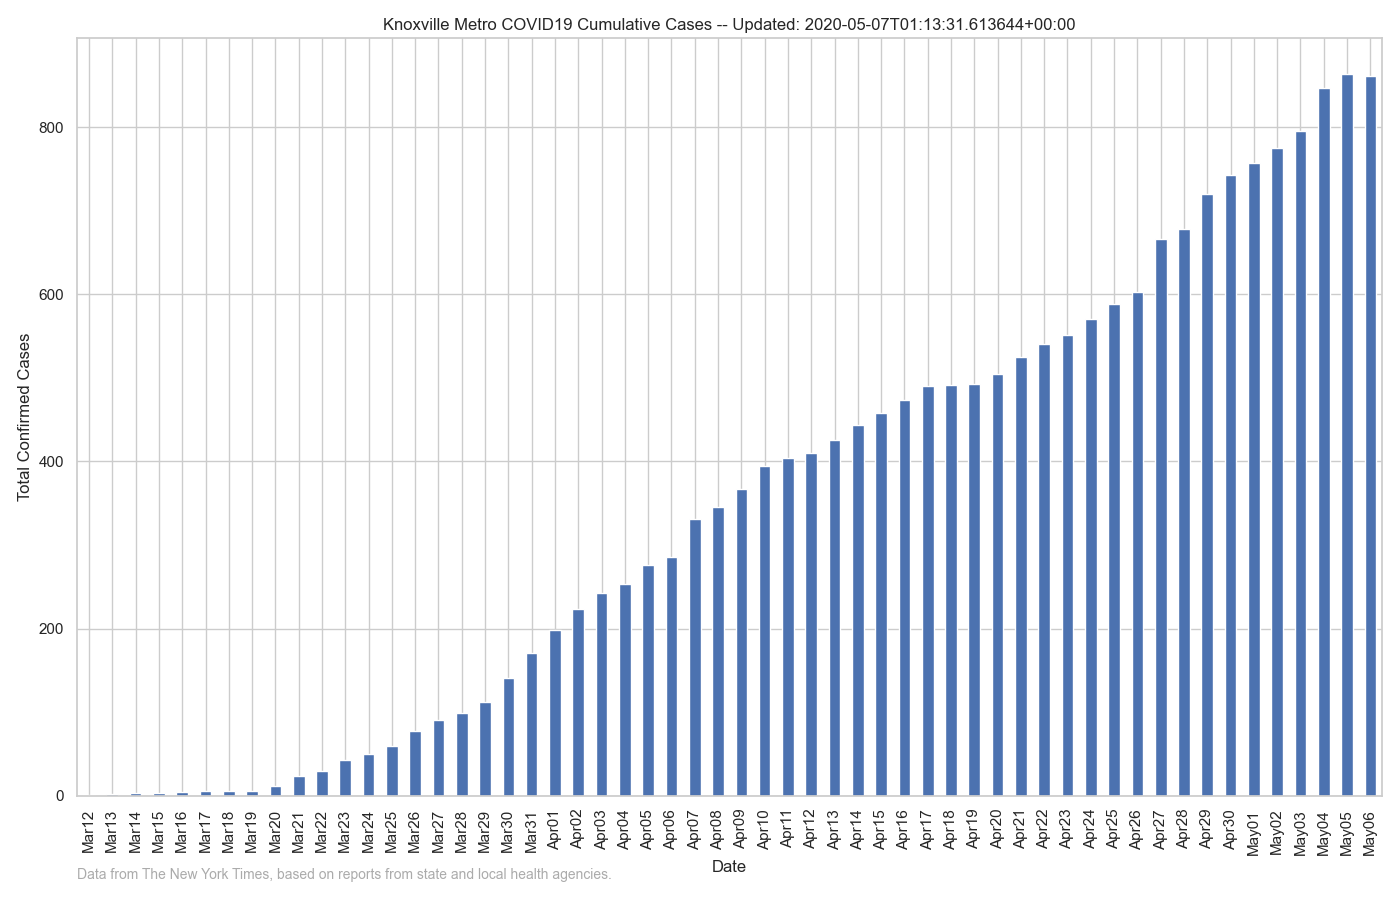 Knoxville Metro COVID19 Cumulative Cases -- Updated: 2020-05-07T01:13:31.613644+00:00
Total Confirmed Cases
800
600
400
200
0
Mar12
Mar13
Mar14
Mar15
Mar16
Mar17
Mar18
Mar19
Mar20
Mar21
Mar22
Mar23
Mar24
Mar25
Mar26
Mar27
Mar28
Mar29
Mar30
Mar31
Apr01
Apr02
Apr03
Apr04
Apr05
Apr06
Apr07
Apr08
Apr09
Apr10
Apr11
Apr12
Apr13
Apr14
Apr15
Apr16
Apr17
Apr18
Apr19
Apr20
Apr21
Apr22
Apr23
Apr24
Apr25
Apr26
Apr27
Apr28
Apr29
Apr30
May01
May02
May03
May04
May05
May06
Date
Data from The New York Times, based on reports from state and local health agencies.